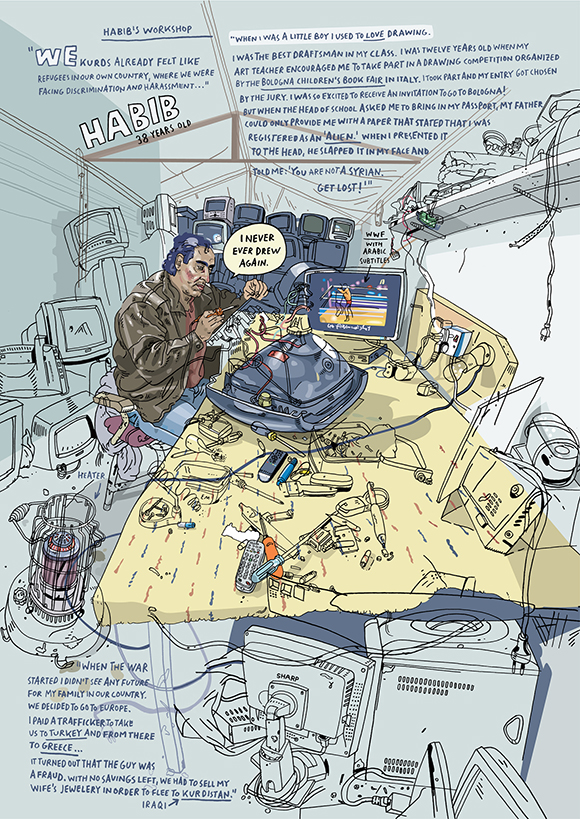 HABIB'S WORKSHOP
"WE KURDS ALREADY FELT LIKE
REFUGEES IN OUR OWN COUNTRY, WHERE WE WERE
FACING DISCRIMINATION AND HARASSMENT..."
HABIB
38 YEARS OLD
"WHEN I WAS A LITTLE BOY I USED TO LOVE DRAWING.
I WAS THE BEST DRAFTSMAN IN MY CLASS. I WAS TWELVE YEARS OLD WHEN MY
ART TEACHER ENCOURAGED ME TO TAKE PART IN A DRAWING COMPETITION ORGANIZED
BY THE BOLOGNA CHILDREN'S BOOK FAIR IN ITALY. I TOOK PART AND MY ENTRY GOT CHOSEN
BY THE JURY. I WAS SO EXCITED TO RECEIVE AN INVITATION TO GO TO BOLOGNA!
BUT WHEN THE HEAD OF SCHOOL ASKED ME TO BRING IN MY PASSPORT, MY FATHER
COULD ONLY PROVIDE ME WITH A PAPER THAT STATED THAT I WAS
REGISTERED AS AN 'ALIEN.' WHEN I PRESENTED IT
TO THE HEAD, HE SLAPPED IT IN MY FACE AND
TOLD ME: 'YOU ARE NOT A SYRIAN.
GET LOST!'"
I NEVER
EVER DREW
AGAIN.
WWF
WITH
ARABIC
SUBTITLES
HEATER
SHARP
WHEN THE WAR
STARTED I DIDN'T SEE ANY FUTURE
FOR MY FAMILY IN OUR COUNTRY.
WE DECIDED TO GO TO EUROPE.
I PAID A TRAFFICKER TO TAKE
US TO TURKEY AND FROM THERE
TO GREECE...
IT TURNED OUT THAT THE GUY WAS
A FRAUD. WITH NO SAVINGS LEFT, WE HAD TO SELL MY
WIFE'S JEWELERY IN ORDER TO FLEE TO KURDISTAN."
IRAQI